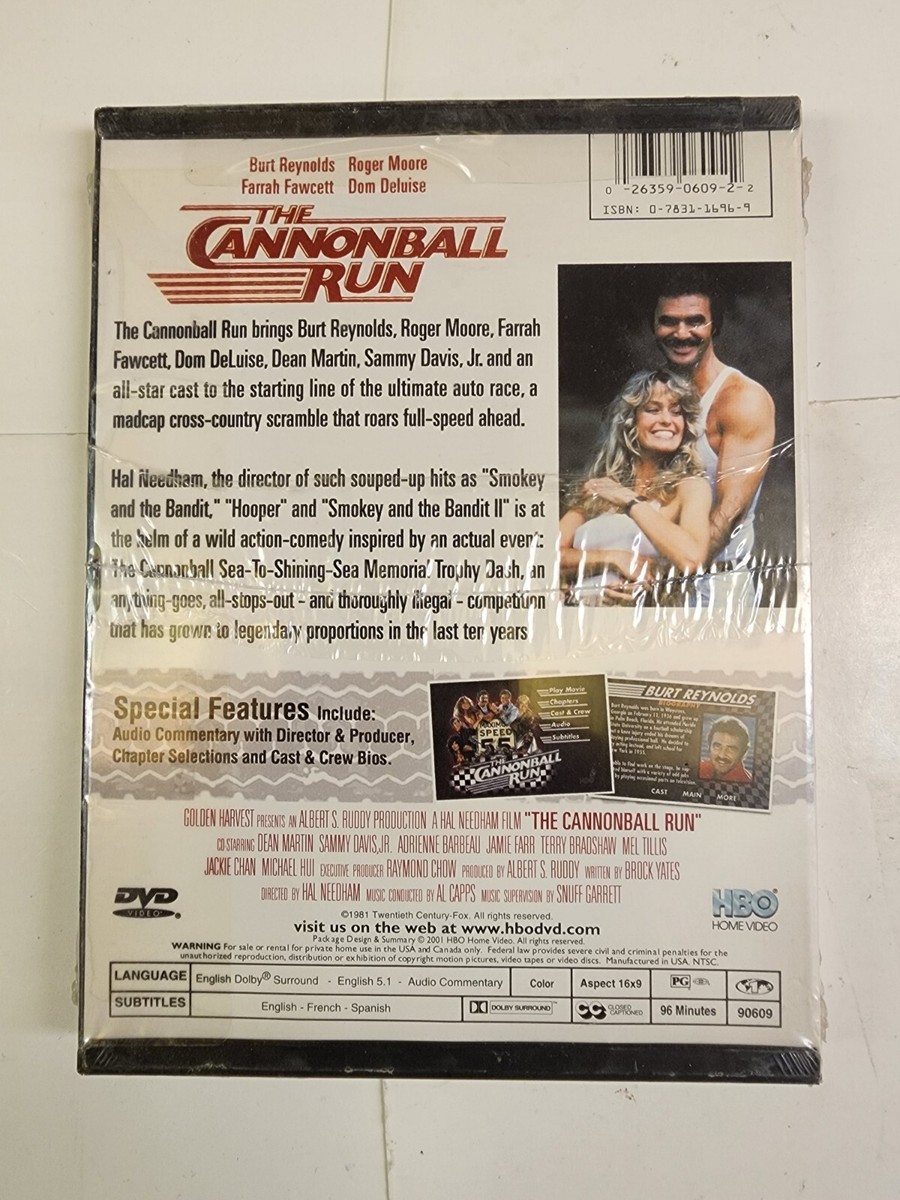 Burt Reynolds Roger Moore
Farrah Fawcett Dom Deluise
0 -26359-0609-2- 2
ISBN: 0-7831-1696-9
THE
CANNONBALL
RUN
The Cannonball Run brings Burt Reynolds, Roger Moore, Farrah
Fawcett, Dom DeLuise, Dean Martin, Sammy Davis, Jr. and an
all-star cast to the starting line of the ultimate auto race, a
madcap cross-country scramble that roars full-speed ahead.
Hal Needham, the director of such souped-up hits as "Smokey
and the Bandit," "Hooper" and "Smokey and the Bandit II" is at
the helm of a wild action-comedy inspired by an actual event:
The Cannonball Sea-To-Shining-Sea Memorial Trophy Dash, an
anything-goes, all-stops-out - and thoroughly illegal - competition
that has grown to legendary proportions in the last ten years
Special Features Include:
Audio Commentary with Director & Producer,
Chapter Selections and Cast & Crew Bios.
Play Movie
Chapters
Cast & Crew
Audio
Subtitles
MAXIMUM
SPEED
55
THE
CANNONBALL
RUN
BURT REYNOLDS
BIOGRAPHY
CAST MAIN MORE
GOLDEN HARVEST PRESENTS AN ALBERT S. RUDDY PRODUCTION A HAL NEEDHAM FILM "THE CANNONBALL RUN"
CO-STARRING DEAN MARTIN SAMMY DAVIS, JR. ADRIENNE BARBEAU JAMIE FARR TERRY BRADSHAW MEL TILLIS
JACKIE CHAN MICHAEL HUI EXECUTIVE PRODUCER RAYMOND CHOW PRODUCED BY ALBERT S. RUDDY WRITTEN BY BROCK YATES
DIRECTED BY HAL NEEDHAM MUSIC CONDUCTED BY AL CAPPS MUSIC SUPERVISION BY SNUFF GARRETT
DVD
VIDEO
HBO
HOME VIDEO
©1981 Twentieth Century-Fox. All rights reserved.
visit us on the web at www.hbodvd.com
Package Design & Summary © 2001 HBO Home Video. All rights reserved.
WARNING For sale or rental for private home use in the USA and Canada only. Federal law provides severe civil and criminal penalties for the
unauthorized reproduction, distribution or exhibition of copyright motion pictures, video tapes or video discs. Manufactured in USA. NTSC.
LANGUAGE English Dolby® Surround - English 5.1 - Audio Commentary Color Aspect 16x9 PG
SUBTITLES English - French - Spanish DOLBY SURROUND CC CLOSED CAPTIONED 96 Minutes 90609